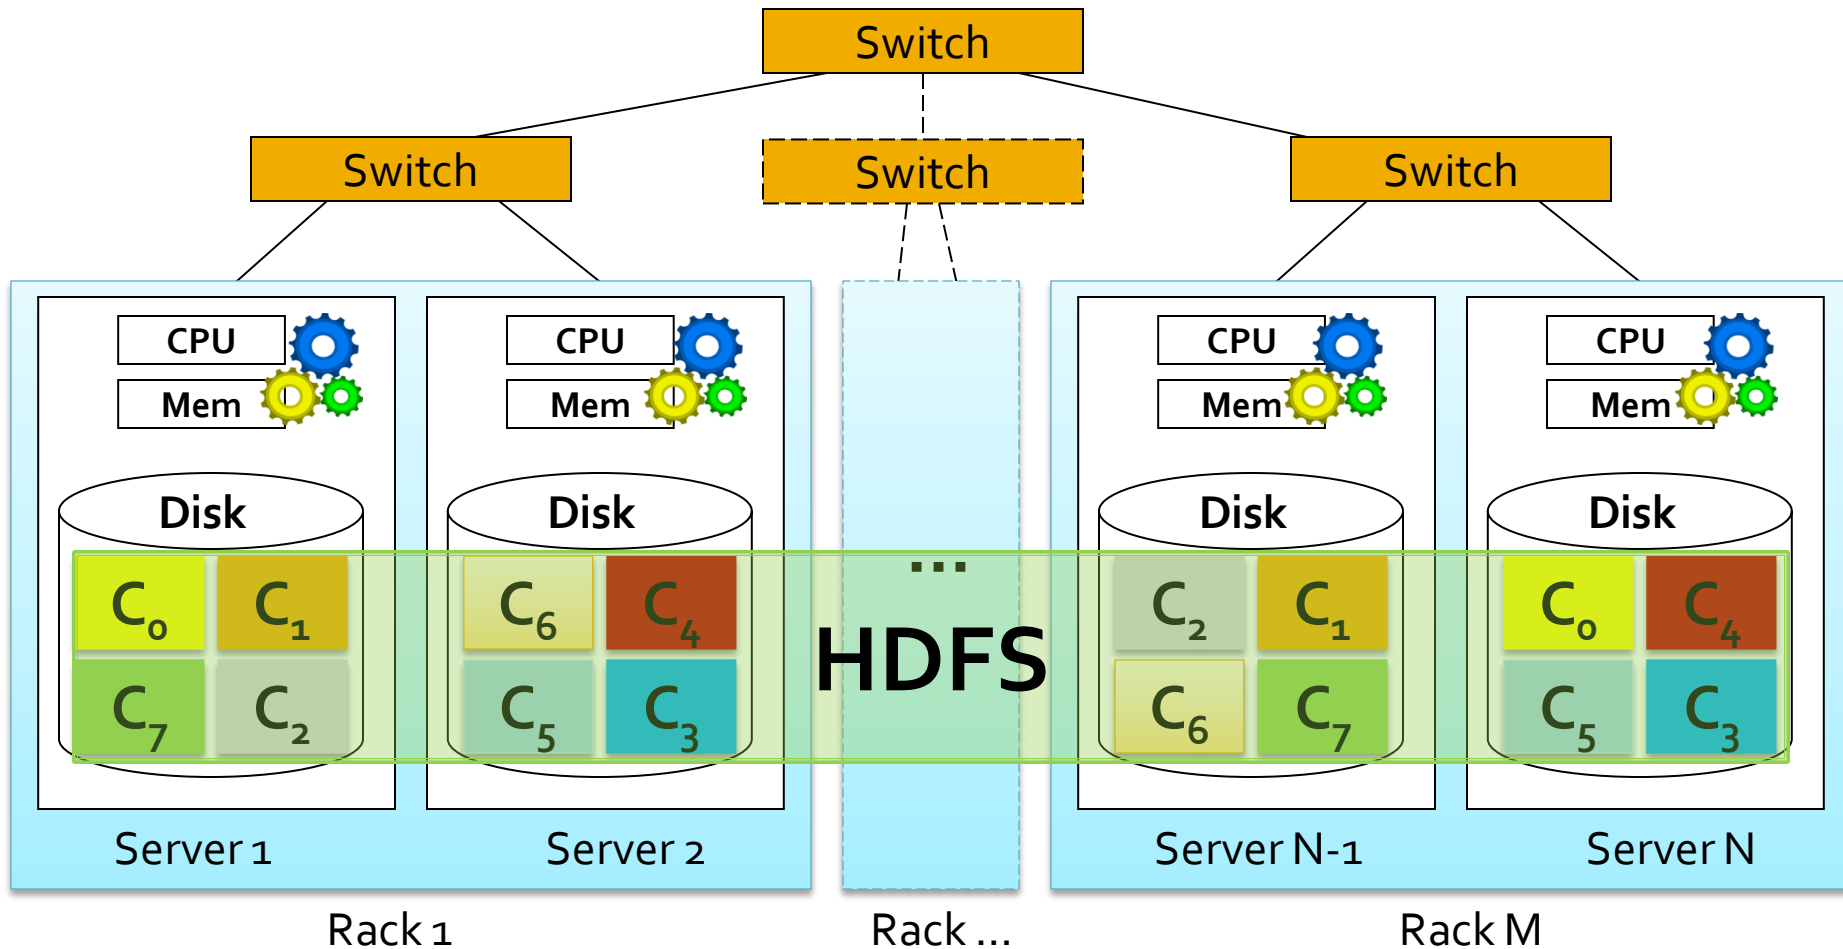 Switch
Switch
Switch
Switch
CPU
Mem
CPU
Mem
CPU
Mem
CPU
Mem
Disk
Disk
Disk
Disk
C0 C1
C7 C2
C6 C4
C5 C3
...
HDFS
C2 C1
C6 C7
C0 C4
C5 C3
Server 1
Server 2
Server N-1
Server N
Rack 1
Rack ...
Rack M